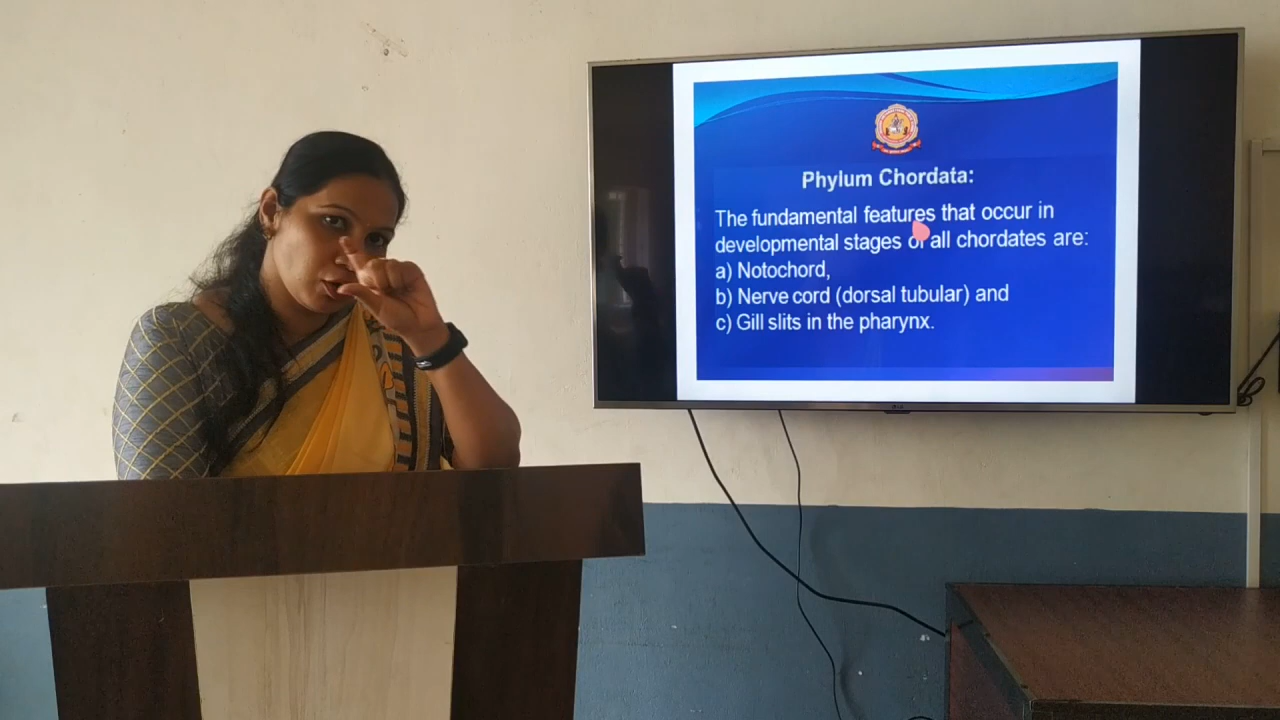 Phylum Chordata:
The fundamental features that occur in
developmental stages of all chordates are:
a) Notochord,
b) Nerve cord (dorsal tubular) and
c) Gill slits in the pharynx.